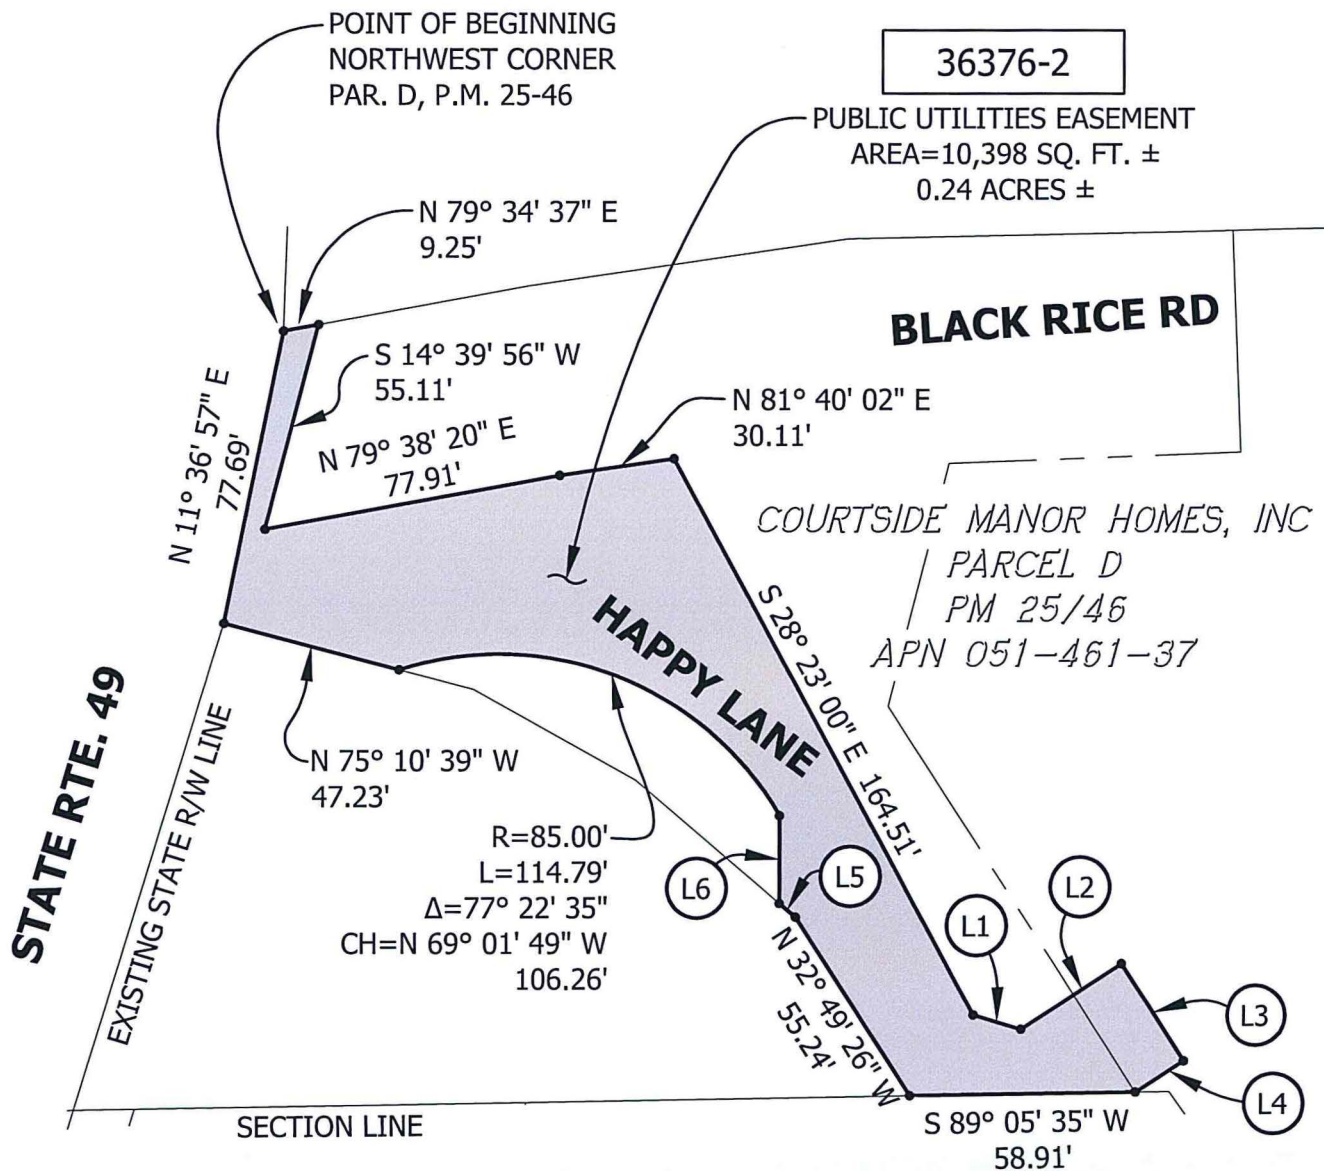 POINT OF BEGINNING
NORTHWEST CORNER
PAR. D, P.M. 25-46
36376-2
PUBLIC UTILITIES EASEMENT
AREA=10,398 SQ. FT. ±
0.24 ACRES ±
N 79° 34' 37" E
9.25'
BLACK RICE RD
S 14° 39' 56" W
55.11'
N 81° 40' 02" E
30.11'
N 11° 36' 57" E
77.69'
N 79° 38' 20" E
77.91'
COURTSIDE MANOR HOMES, INC
PARCEL D
PM 25/46
APN 051-461-37
HAPPY LANE
S 28° 23' 00" E 164.51'
STATE RTE. 49
EXISTING STATE R/W LINE
N 75° 10' 39" W
47.23'
R=85.00'
L=114.79'
Δ=77° 22' 35"
CH=N 69° 01' 49" W
106.26'
L6
L5
L1
L2
L3
L4
N 32° 49' 26" W
55.24'
SECTION LINE
S 89° 05' 35" W
58.91'